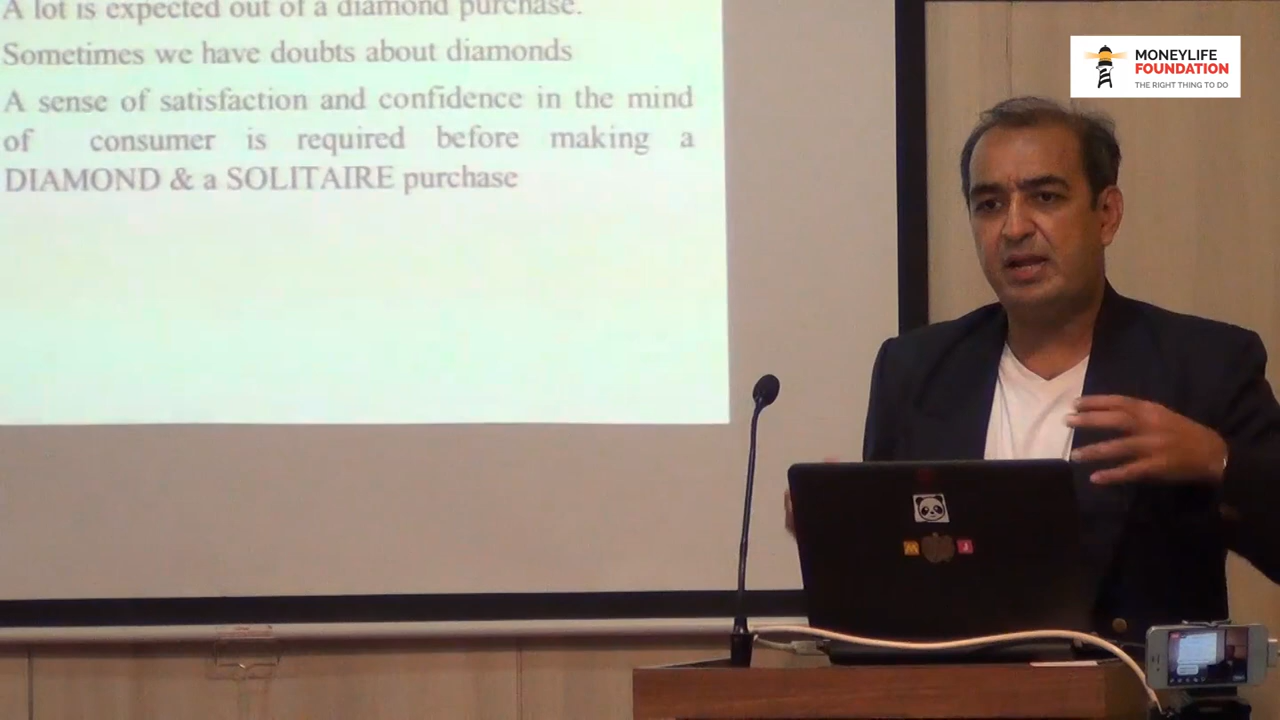 A lot is expected out of a diamond purchase.
Sometimes we have doubts about diamonds
A sense of satisfaction and confidence in the mind
of consumer is required before making a
DIAMOND & a SOLITAIRE purchase
MONEYLIFE
FOUNDATION
THE RIGHT THING TO DO